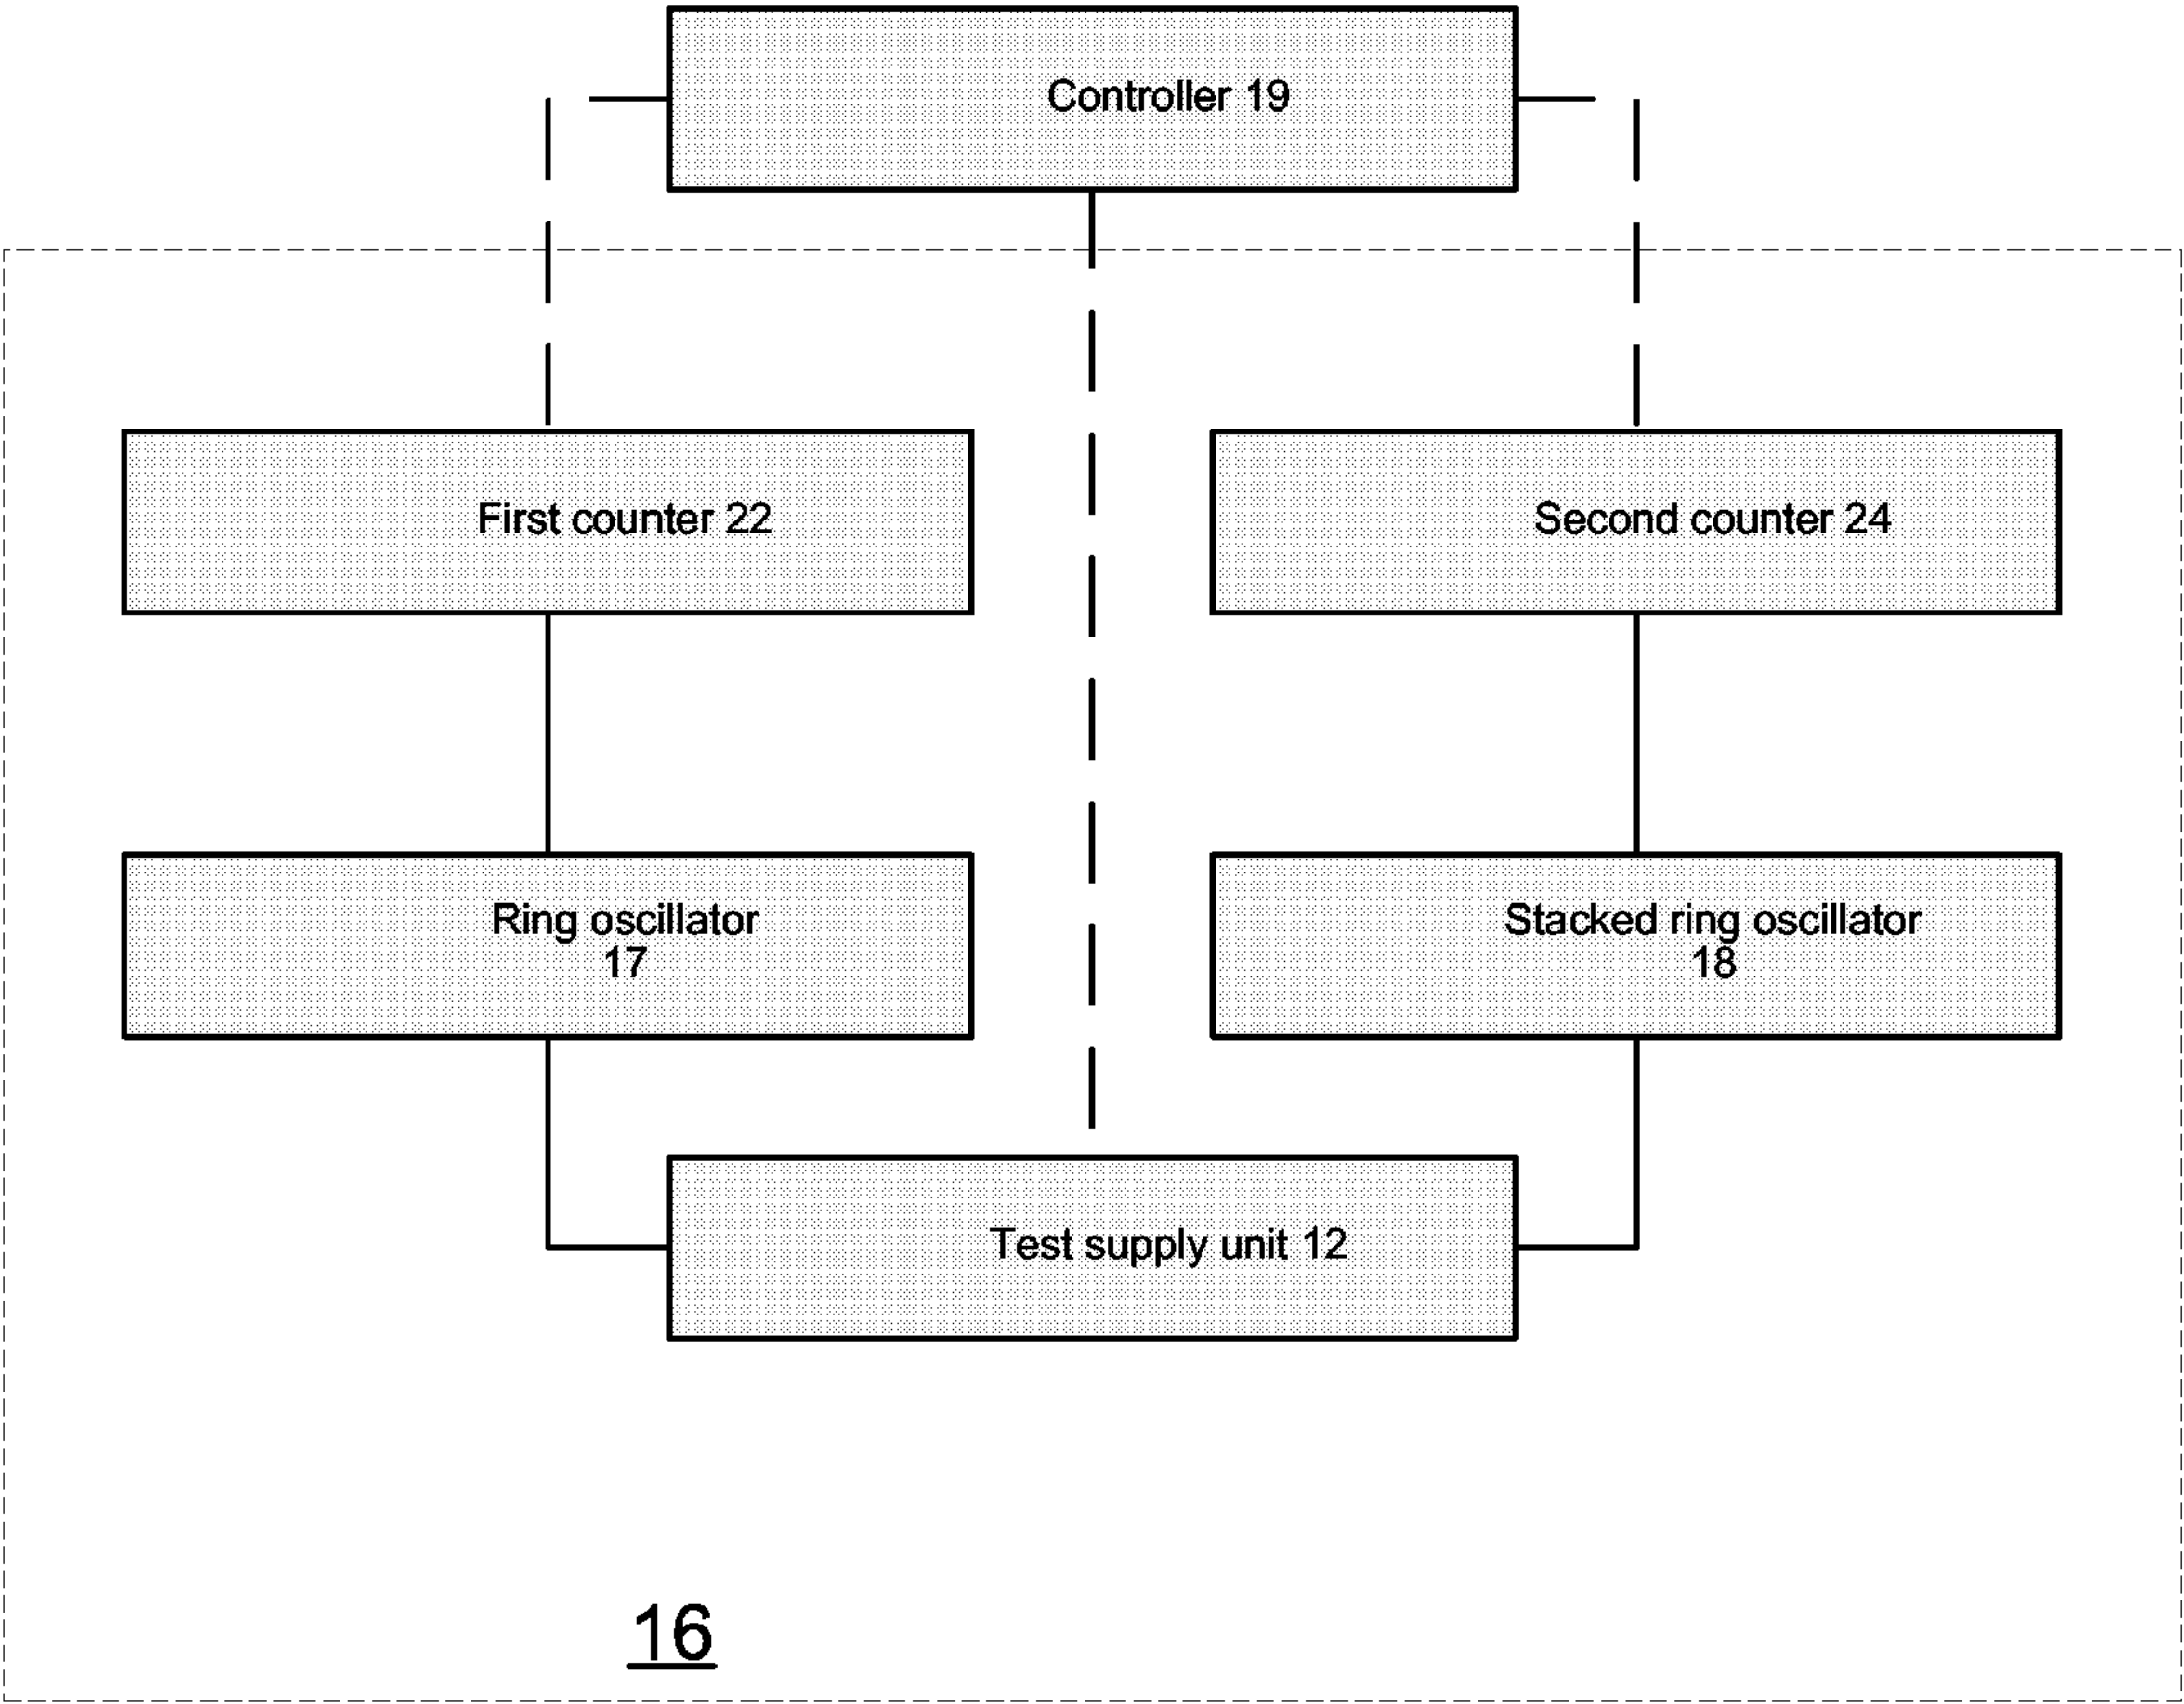 Controller 19
First counter 22
Second counter 24
Ring oscillator
17
Stacked ring oscillator
18
Test supply unit 12
16